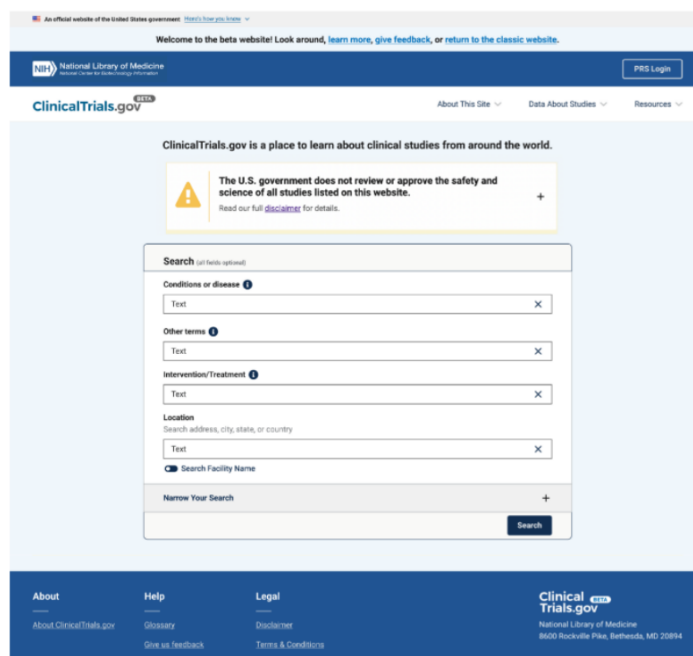 An official website of the United States government Here's how you know
Welcome to the beta website! Look around, learn more, give feedback, or return to the classic website.
NIH National Library of Medicine
National Center for Biotechnology Information
PRS Login
ClinicalTrials.gov BETA
About This Site
Data About Studies
Resources
ClinicalTrials.gov is a place to learn about clinical studies from around the world.
The U.S. government does not review or approve the safety and
science of all studies listed on this website.
Read our full disclaimer for details.
Search (all fields optional)
Conditions or disease
Text
Other terms
Text
Intervention/Treatment
Text
Location
Search address, city, state, or country
Text
Search Facility Name
Narrow Your Search
Search
About
About ClinicalTrials.gov
Help
Glossary
Give us feedback
Legal
Disclaimer
Terms & Conditions
Clinical BETA
Trials.gov
National Library of Medicine
8600 Rockville Pike, Bethesda, MD 20894